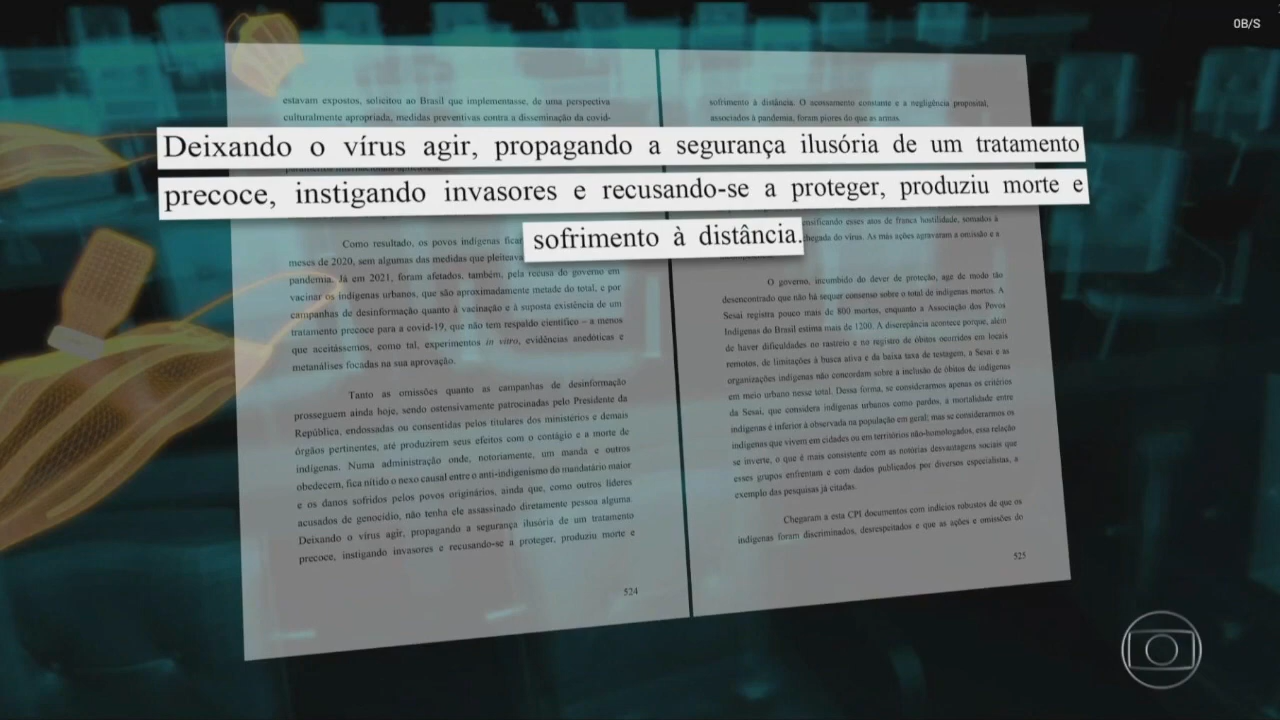 0B/S
estavam expostos, solicitou ao Brasil que implementasse, de uma perspectiva
culturalmente apropriada, medidas preventivas contra a disseminação da covid-
Deixando o vírus agir, propagando a segurança ilusória de um tratamento
precoce, instigando invasores e recusando-se a proteger, produziu morte e
sofrimento à distância.
Como resultado, os povos indígenas
meses de 2020, sem algumas das medidas que
pandemia. Já em 2021, foram afetados, também, pela recusa do governo em
vacinar os indígenas urbanos, que são aproximadamente metade do total, e por
campanhas de desinformação quanto à vacinação e à suposta existência de um
tratamento precoce para a covid-19, que não tem respaldo científico – a menos
que aceitássemos, como tal, experimentos in vitro, evidências anedóticas e
metanálises focadas na sua aprovação.
Tanto as omissões quanto as campanhas de desinformação
prosseguem ainda hoje, sendo ostensivamente patrocinadas pelo Presidente da
República, endossadas ou consentidas pelos titulares dos ministérios e demais
órgãos pertinentes, até produzirem seus efeitos com o contágio e a morte de
indígenas. Numa administração onde, notoriamente, um manda e outros
obedecem, fica nítido o nexo causal entre o anti-indigenismo do mandatário maior
e os danos sofridos pelos povos originários, ainda que, como outros líderes
acusados de genocídio, não tenha ele assassinado diretamente pessoa alguma.
Deixando o vírus agir, propagando a segurança ilusória de um tratamento
precoce, instigando invasores e recusando-se a proteger, produziu morte e
524
sofrimento à distância. O acossamento constante e a negligência proposital,
associados à pandemia, foram piores do que as armas.
esses atos de franca hostilidade, somados à
chegada do vírus. As más ações agravaram a omissão e a
O governo, incumbido do dever de proteção, age de modo tão
desencontrado que não há sequer consenso sobre o total de indígenas mortos. A
Sesai registra pouco mais de 800 mortos, enquanto a Associação dos Povos
Indígenas do Brasil estima mais de 1200. A discrepância acontece porque, além
de haver dificuldades no rastreio e no registro de óbitos ocorridos em locais
remotos, de limitações à busca ativa e da baixa taxa de testagem, a Sesai e as
organizações indígenas não concordam sobre a inclusão de óbitos de indígenas
em meio urbano nesse total. Dessa forma, se considerarmos apenas os critérios
da Sesai, que considera indígenas urbanos como pardos, a mortalidade entre
indígenas é inferior à observada na população em geral; mas se considerarmos os
indígenas que vivem em cidades ou em territórios não-homologados, essa relação
se inverte, o que é mais consistente com as notórias desvantagens sociais que
esses grupos enfrentam e com dados publicados por diversos especialistas, a
exemplo das pesquisas já citadas.
Chegaram a esta CPI documentos com indícios robustos de que os
indígenas foram discriminados, desrespeitados e que as ações e omissões do
525